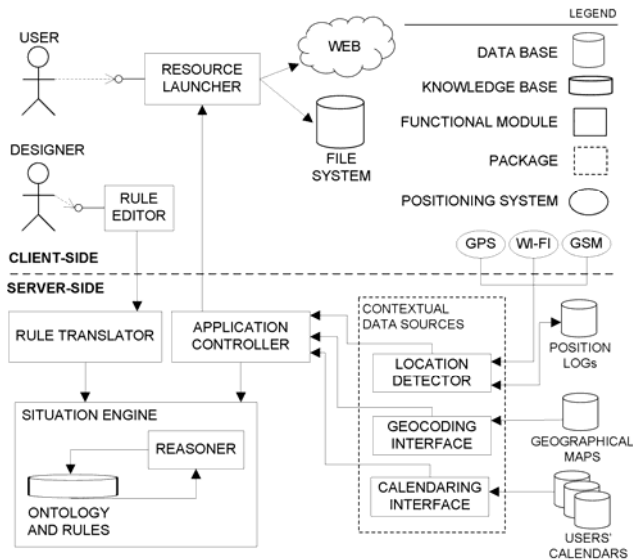 USER
RESOURCE
LAUNCHER
WEB
FILE
SYSTEM
DESIGNER
RULE
EDITOR
LEGEND
DATA BASE
KNOWLEDGE BASE
FUNCTIONAL MODULE
PACKAGE
POSITIONING SYSTEM
GPS
WI-FI
GSM
CLIENT-SIDE
SERVER-SIDE
RULE TRANSLATOR
APPLICATION
CONTROLLER
CONTEXTUAL
DATA SOURCES
LOCATION
DETECTOR
POSITION
LOGs
GEOCODING
INTERFACE
GEOGRAPHICAL
MAPS
CALENDARING
INTERFACE
USERS'
CALENDARS
SITUATION ENGINE
REASONER
ONTOLOGY
AND RULES